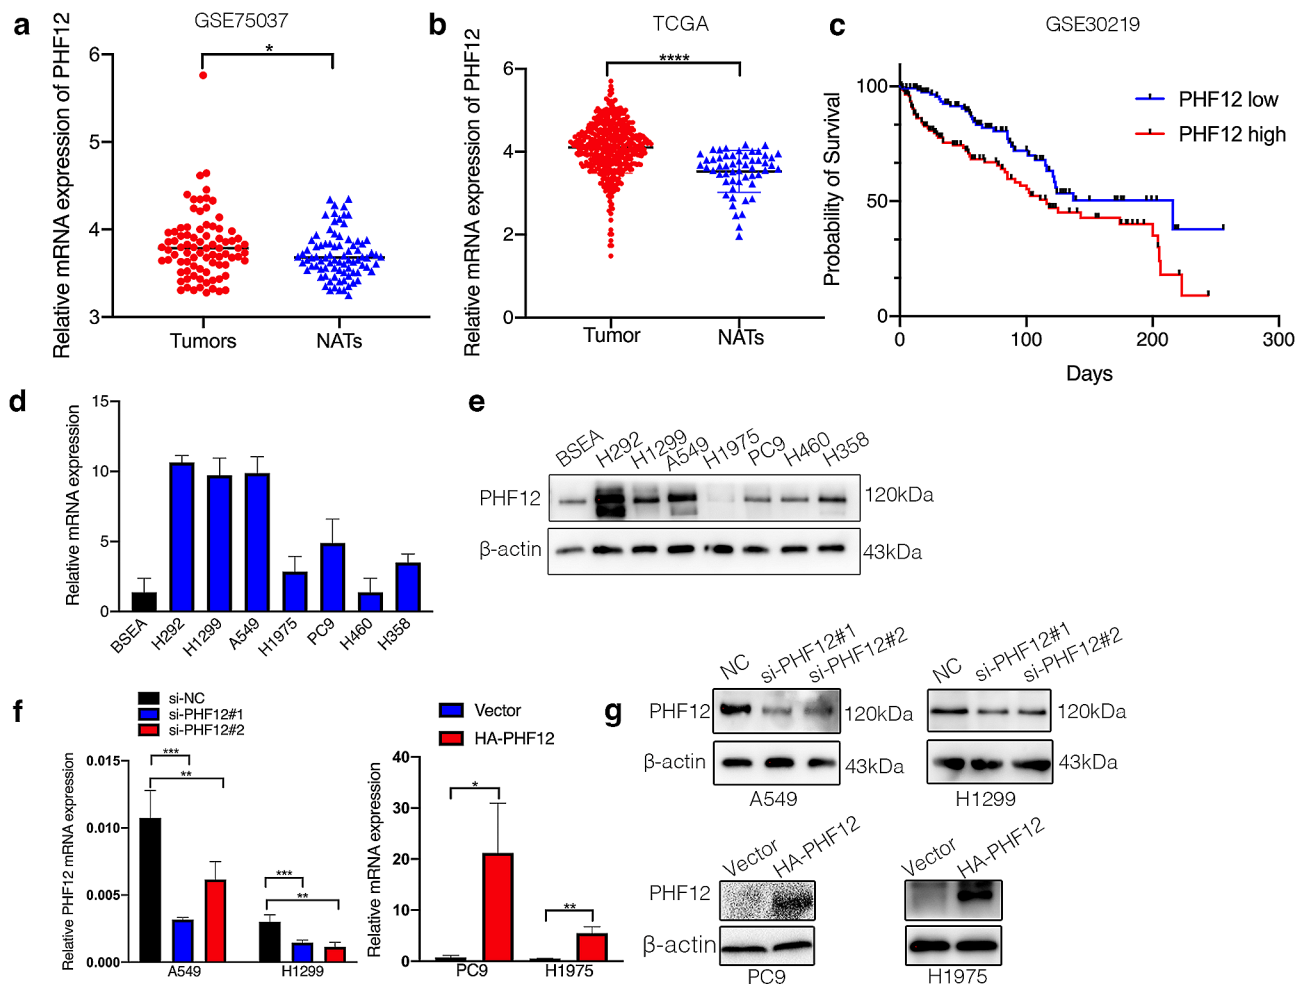 a
GSE75037
Relative mRNA expression of PHF12
6
5
4
3
*
Tumors
NATs
b
TCGA
Relative mRNA expression of PHF12
6
4
2
0
****
Tumor
NATs
c
GSE30219
Probability of Survival
100
50
0
PHF12 low
PHF12 high
0
100
200
300
Days
d
Relative mRNA expression
15
10
5
0
BSEA
H292
H1299
A549
H1975
PC9
H460
H358
e
BSEA
H292
H1299
A549
H1975
PC9
H460
H358
PHF12
120kDa
β-actin
43kDa
f
si-NC
si-PHF12#1
si-PHF12#2
Relative PHF12 mRNA expression
0.015
0.010
0.005
0.000
***
**
***
**
A549
H1299
Vector
HA-PHF12
Relative mRNA expression
40
30
20
10
0
*
**
PC9
H1975
g
NC
si-PHF12#1
si-PHF12#2
PHF12
120kDa
β-actin
43kDa
A549
NC
si-PHF12#1
si-PHF12#2
120kDa
43kDa
H1299
Vector
HA-PHF12
PHF12
β-actin
PC9
Vector
HA-PHF12
H1975